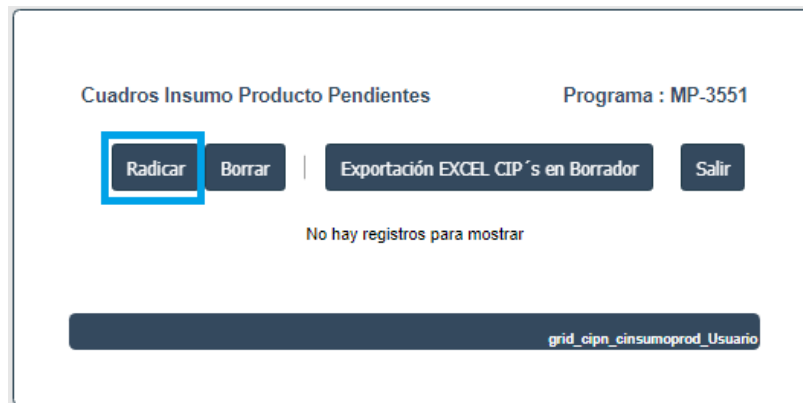 Cuadros Insumo Producto Pendientes Programa : MP-3551
Radicar Borrar | Exportación EXCEL CIP´s en Borrador Salir
No hay registros para mostrar
grid_cipn_cinsumoprod_Usuario